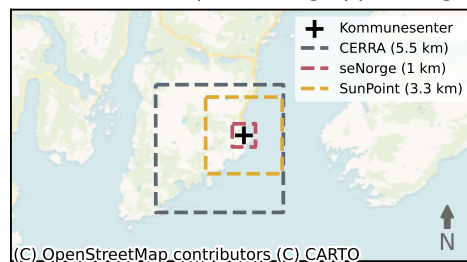 Kommunesenter
CERRA (5.5 km)
seNorge (1 km)
SunPoint (3.3 km)
N
(C) OpenStreetMap contributors (C) CARTO